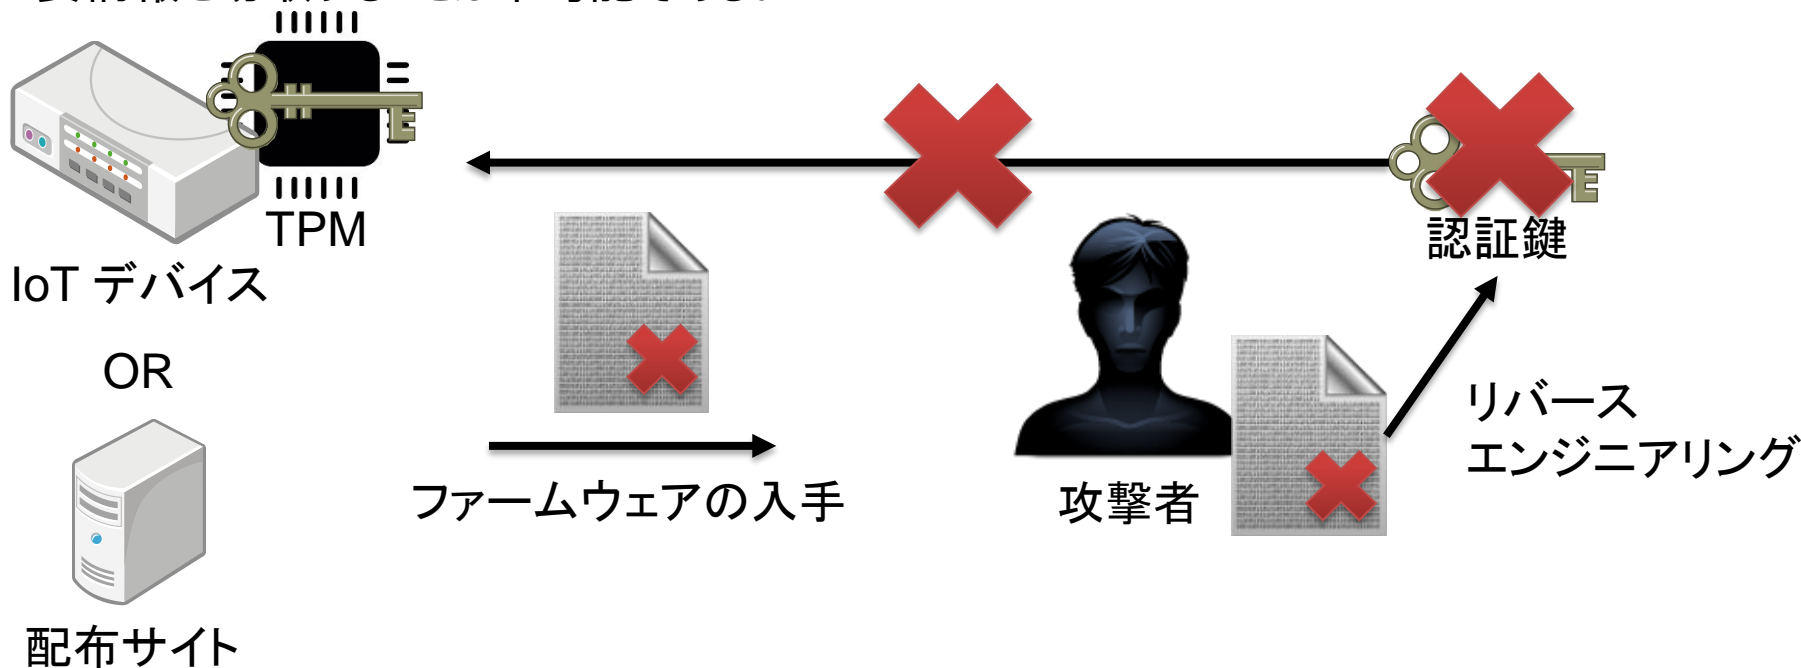 TPM
IoT デバイス
OR
配布サイト
ファームウェアの入手
攻撃者
認証鍵
リバース
エンジニアリング